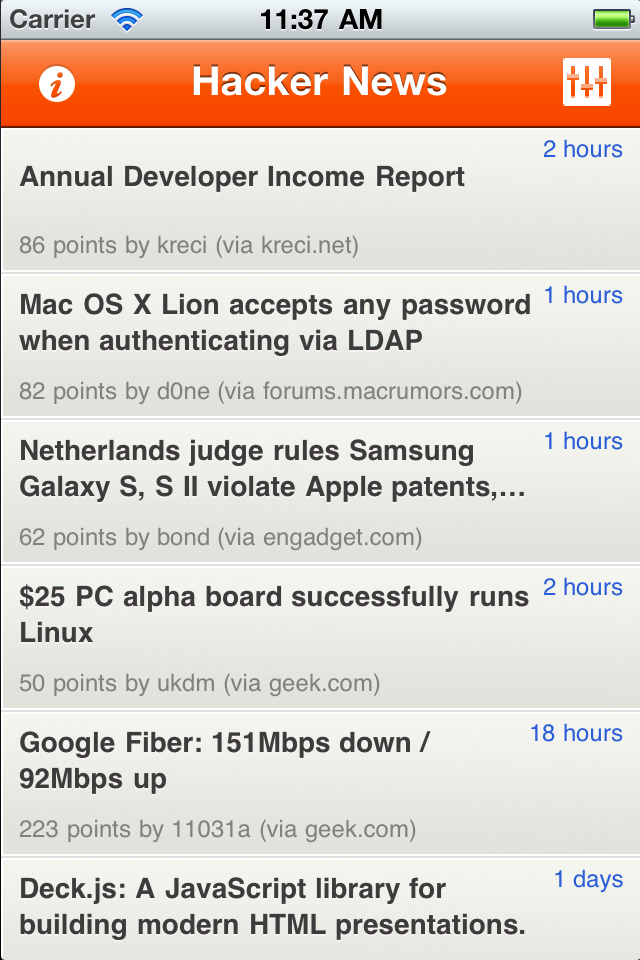 Carrier 11:37 AM
Hacker News
2 hours
Annual Developer Income Report
86 points by kreci (via kreci.net)
Mac OS X Lion accepts any password 1 hours
when authenticating via LDAP
82 points by d0ne (via forums.macrumors.com)
Netherlands judge rules Samsung 1 hours
Galaxy S, S II violate Apple patents,...
62 points by bond (via engadget.com)
$25 PC alpha board successfully runs 2 hours
Linux
50 points by ukdm (via geek.com)
Google Fiber: 151Mbps down / 18 hours
92Mbps up
223 points by 11031a (via geek.com)
Deck.js: A JavaScript library for 1 days
building modern HTML presentations.